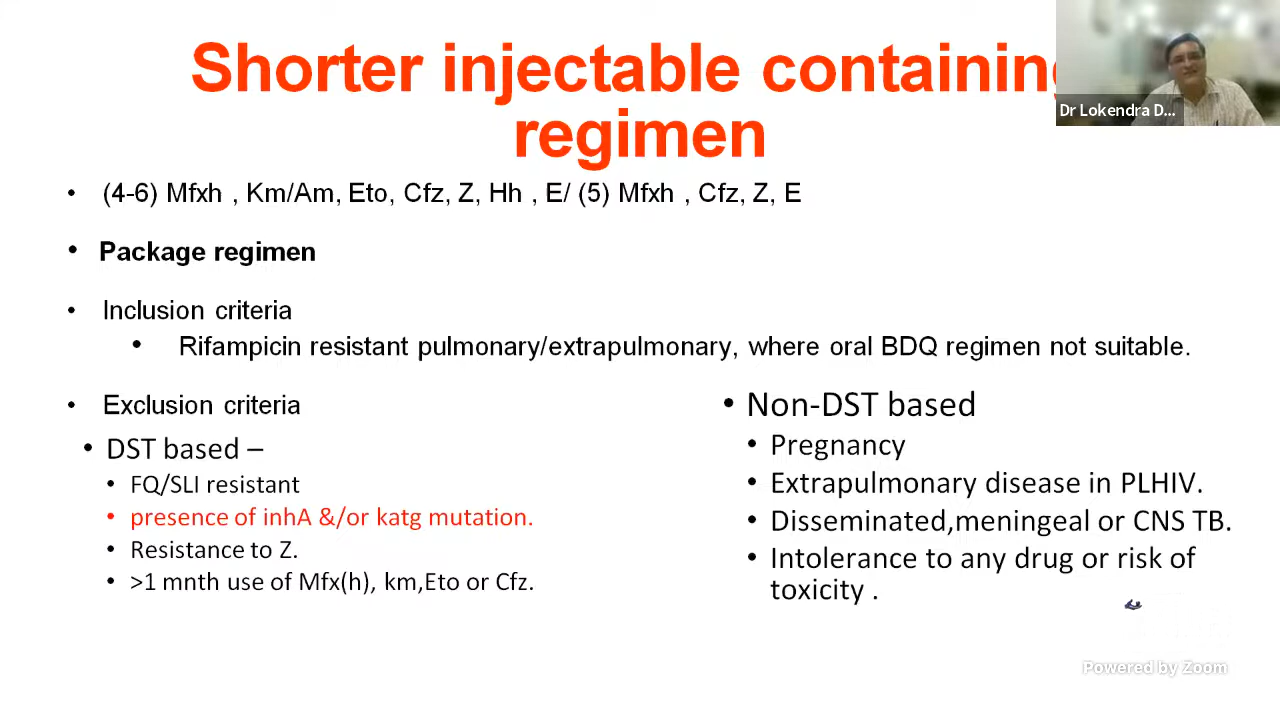 Shorter injectable containing
regimen
Dr Lokendra D...
• (4-6) Mfxh , Km/Am, Eto, Cfz, Z, Hh , E/ (5) Mfxh , Cfz, Z, E
• Package regimen
• Inclusion criteria
• Rifampicin resistant pulmonary/extrapulmonary, where oral BDQ regimen not suitable.
• Exclusion criteria
• DST based –
• FQ/SLI resistant
• presence of inhA &/or katg mutation.
• Resistance to Z.
• >1 mnth use of Mfx(h), km,Eto or Cfz.
• Non-DST based
• Pregnancy
• Extrapulmonary disease in PLHIV.
• Disseminated,meningeal or CNS TB.
• Intolerance to any drug or risk of
toxicity .
Powered by Zoom